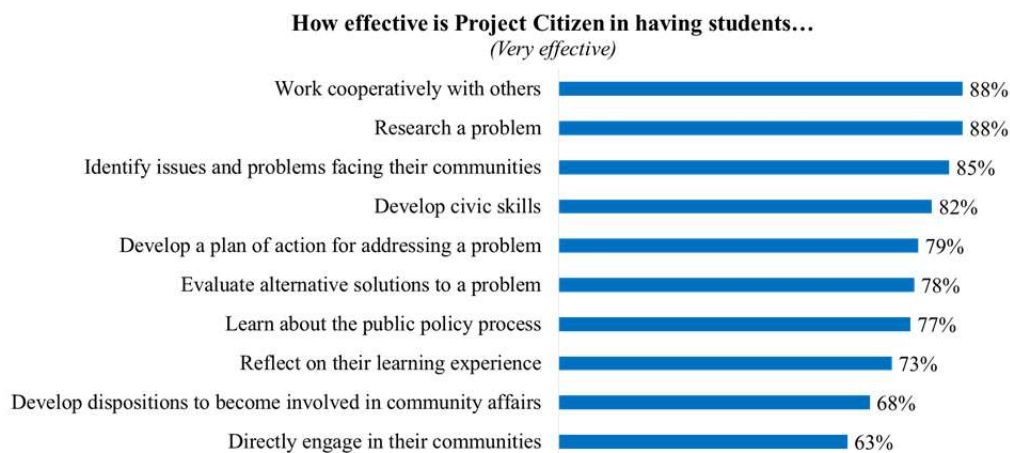 How effective is Project Citizen in having students…
(Very effective)
Work cooperatively with others 88%
Research a problem 88%
Identify issues and problems facing their communities 85%
Develop civic skills 82%
Develop a plan of action for addressing a problem 79%
Evaluate alternative solutions to a problem 78%
Learn about the public policy process 77%
Reflect on their learning experience 73%
Develop dispositions to become involved in community affairs 68%
Directly engage in their communities 63%